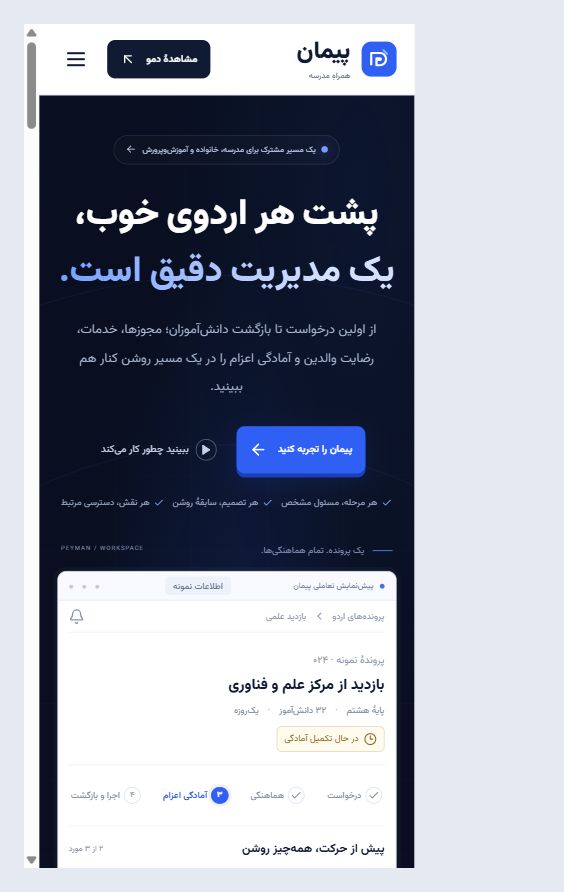 پیمان
همراه مدرسه
مشاهدهٔ دمو
یک مسیر مشترک برای مدرسه، خانواده و آموزش‌وپرورش
پشت هر اردوی خوب،
یک مدیریت دقیق است.
از اولین درخواست تا بازگشت دانش‌آموزان؛ مجوزها، خدمات،
رضایت والدین و آمادگی اعزام را در یک مسیر روشن کنار هم
ببینید.
پیمان را تجربه کنید
ببینید چطور کار می‌کند
هر مرحله، مسئول مشخص
هر تصمیم، سابقهٔ روشن
هر نقش، دسترسی مرتبط
یک پرونده. تمام هماهنگی‌ها.
PEYMAN / WORKSPACE
پیش‌نمایش تعاملی پیمان
اطلاعات نمونه
پرونده‌های اردو
بازدید علمی
پروندهٔ نمونه · ۰۲۴
بازدید از مرکز علم و فناوری
پایهٔ هشتم · ۳۲ دانش‌آموز · یک‌روزه
در حال تکمیل آمادگی
درخواست
هماهنگی
۳ آمادگی اعزام
۴ اجرا و بازگشت
پیش از حرکت، همه‌چیز روشن
۲ از ۳ مورد